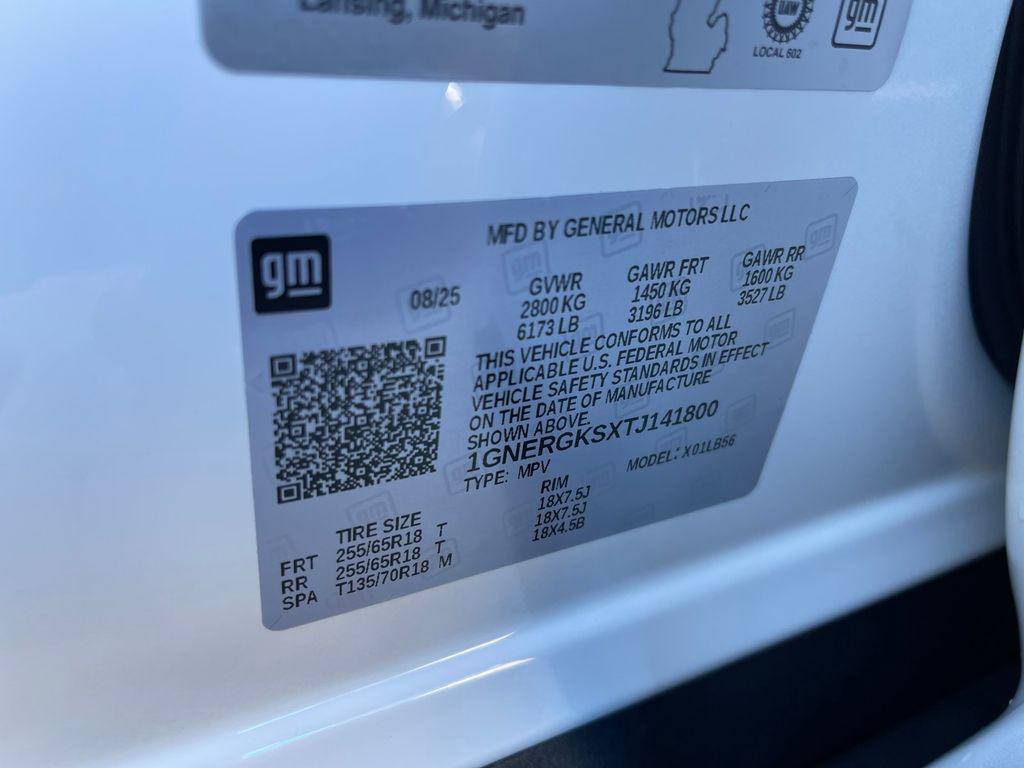 Lansing, Michigan
UAW
LOCAL 602
gm
gm
MFD BY GENERAL MOTORS LLC
08/25
GVWR GAWR FRT GAWR RR
2800 KG 1450 KG 1600 KG
6173 LB 3196 LB 3527 LB
THIS VEHICLE CONFORMS TO ALL
APPLICABLE U.S. FEDERAL MOTOR
VEHICLE SAFETY STANDARDS IN EFFECT
ON THE DATE OF MANUFACTURE
SHOWN ABOVE.
1GNERGKSXTJ141800
TYPE: MPV MODEL: X01LB56
TIRE SIZE RIM
FRT 255/65R18 T 18X7.5J
RR 255/65R18 T 18X7.5J
SPA T135/70R18 M 18X4.5B